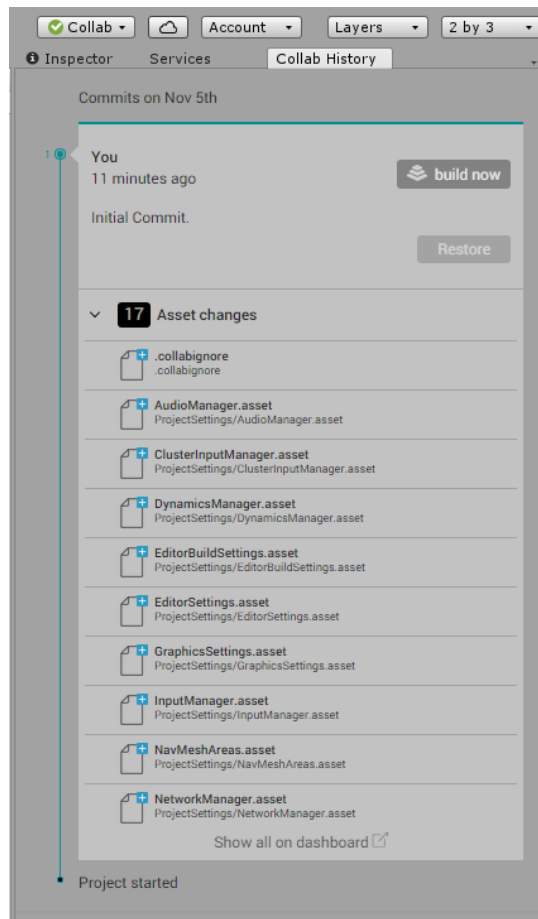 Collab
Account
Layers
2 by 3
Inspector
Services
Collab History
Commits on Nov 5th
1
You
11 minutes ago
build now
Initial Commit.
Restore
17 Asset changes
.collabignore
.collabignore
AudioManager.asset
ProjectSettings/AudioManager.asset
ClusterInputManager.asset
ProjectSettings/ClusterInputManager.asset
DynamicsManager.asset
ProjectSettings/DynamicsManager.asset
EditorBuildSettings.asset
ProjectSettings/EditorBuildSettings.asset
EditorSettings.asset
ProjectSettings/EditorSettings.asset
GraphicsSettings.asset
ProjectSettings/GraphicsSettings.asset
InputManager.asset
ProjectSettings/InputManager.asset
NavMeshAreas.asset
ProjectSettings/NavMeshAreas.asset
NetworkManager.asset
ProjectSettings/NetworkManager.asset
Show all on dashboard
Project started